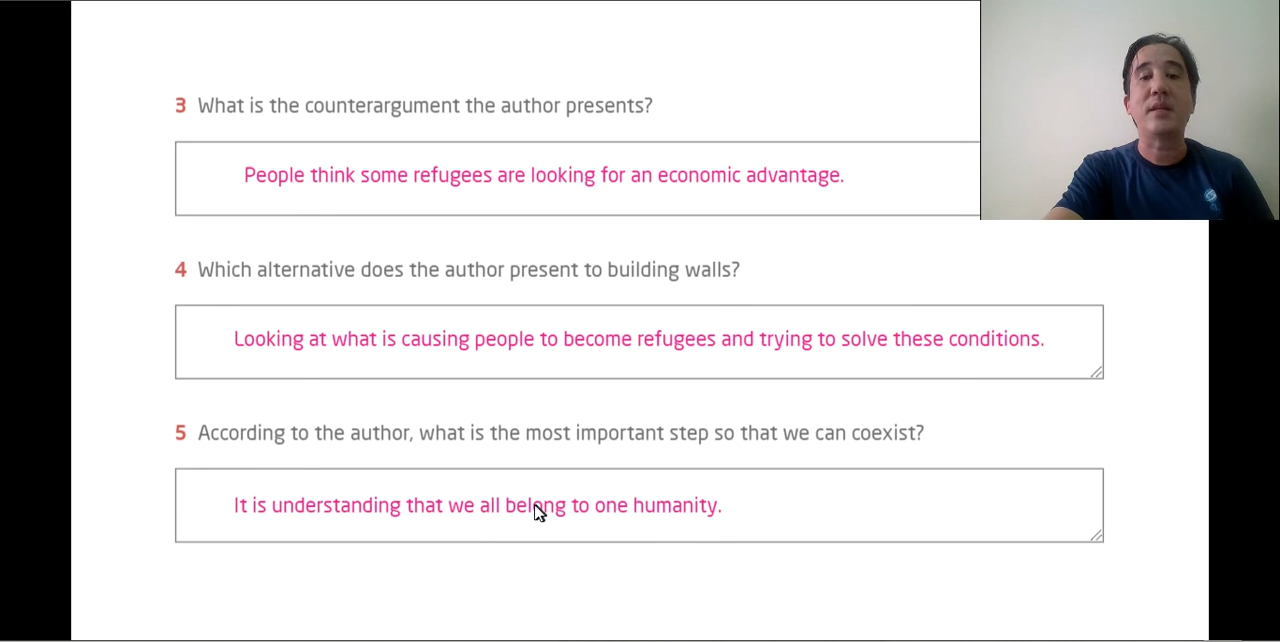 3 What is the counterargument the author presents?
People think some refugees are looking for an economic advantage.
4 Which alternative does the author present to building walls?
Looking at what is causing people to become refugees and trying to solve these conditions.
5 According to the author, what is the most important step so that we can coexist?
It is understanding that we all belong to one humanity.